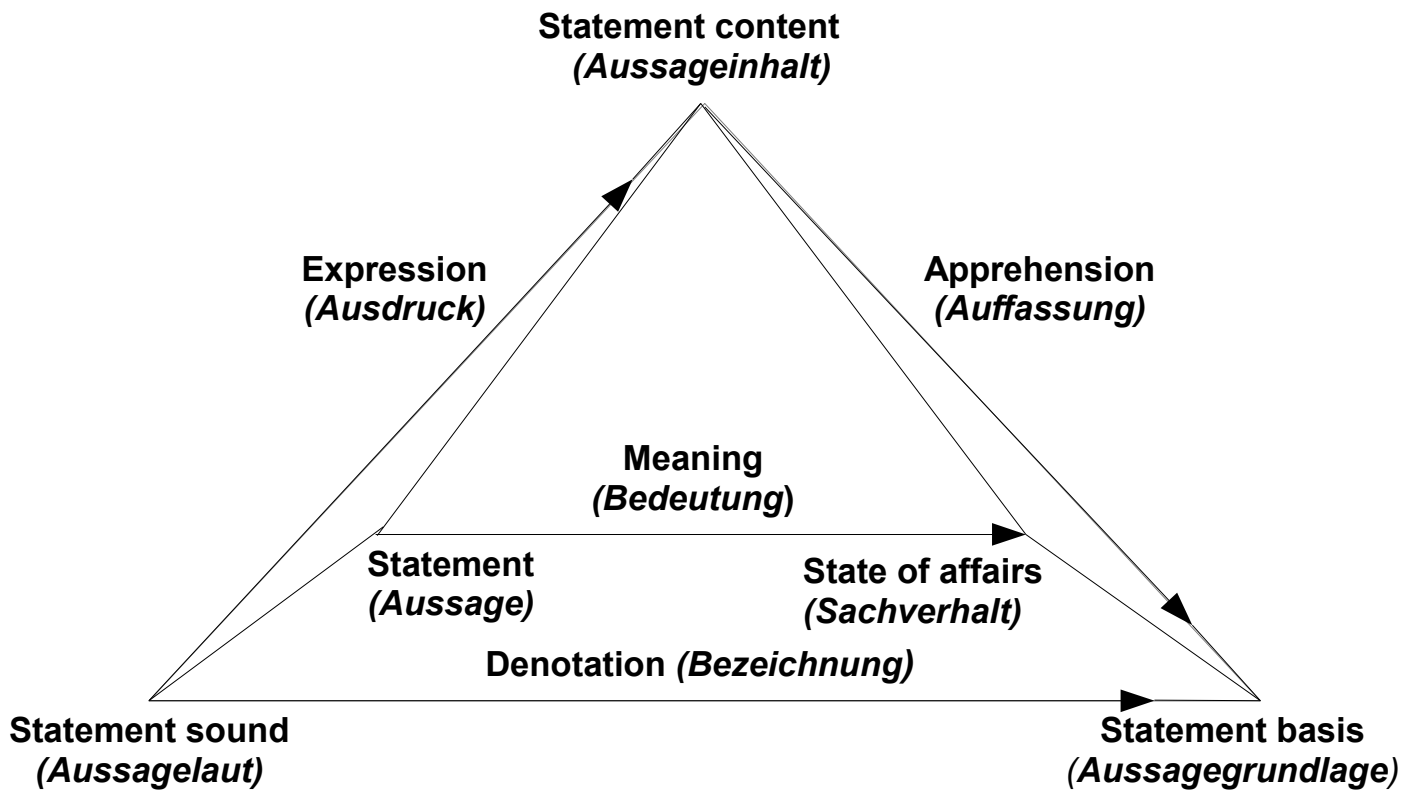 Statement content
(Aussageinhalt)
Expression
(Ausdruck)
Apprehension
(Auffassung)
Meaning
(Bedeutung)
Statement
(Aussage)
State of affairs
(Sachverhalt)
Denotation (Bezeichnung)
Statement sound
(Aussagelaut)
Statement basis
(Aussagegrundlage)